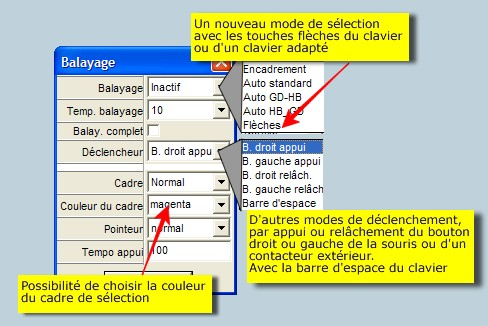 Un nouveau mode de sélection
avec les touches flèches du clavier
ou d'un clavier adapté
Balayage
Balayage Inactif
Temp. balayage 10
Balay. complet
Déclencheur B. droit appu
Cadre Normal
Couleur du cadre magenta
Pointeur normal
Tempo appui 100
Encadrement
Auto standard
Auto GD-HB
Auto HB_GD
Flèches
B. droit appui
B. gauche appui
B. droit relâch.
B. gauche relâch
Barre d'espace
D'autres modes de déclenchement,
par appui ou relâchement du bouton
droit ou gauche de la souris ou d'un
contacteur extérieur.
Avec la barre d'espace du clavier
Possibilité de choisir la couleur
du cadre de sélection